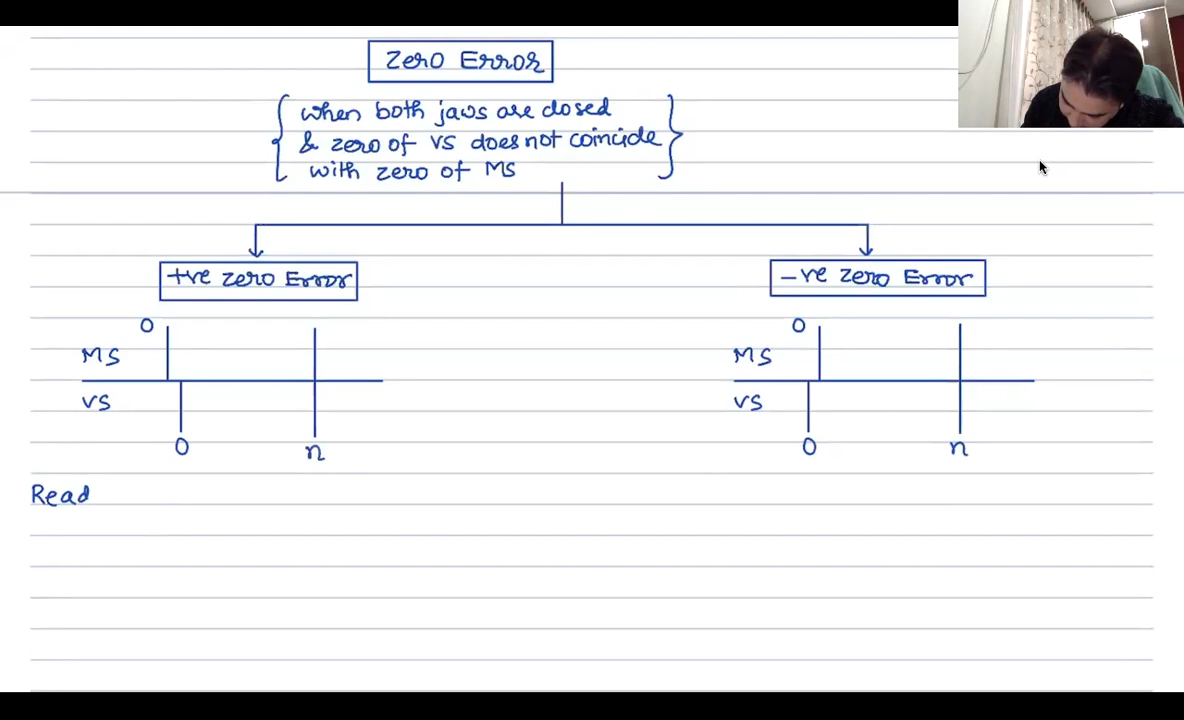 Zero Error
when both jaws are closed
& zero of VS does not coincide
with zero of MS
+ve zero Error
-ve zero Error
0
MS
VS
0 n
0
MS
VS
0 n
Read